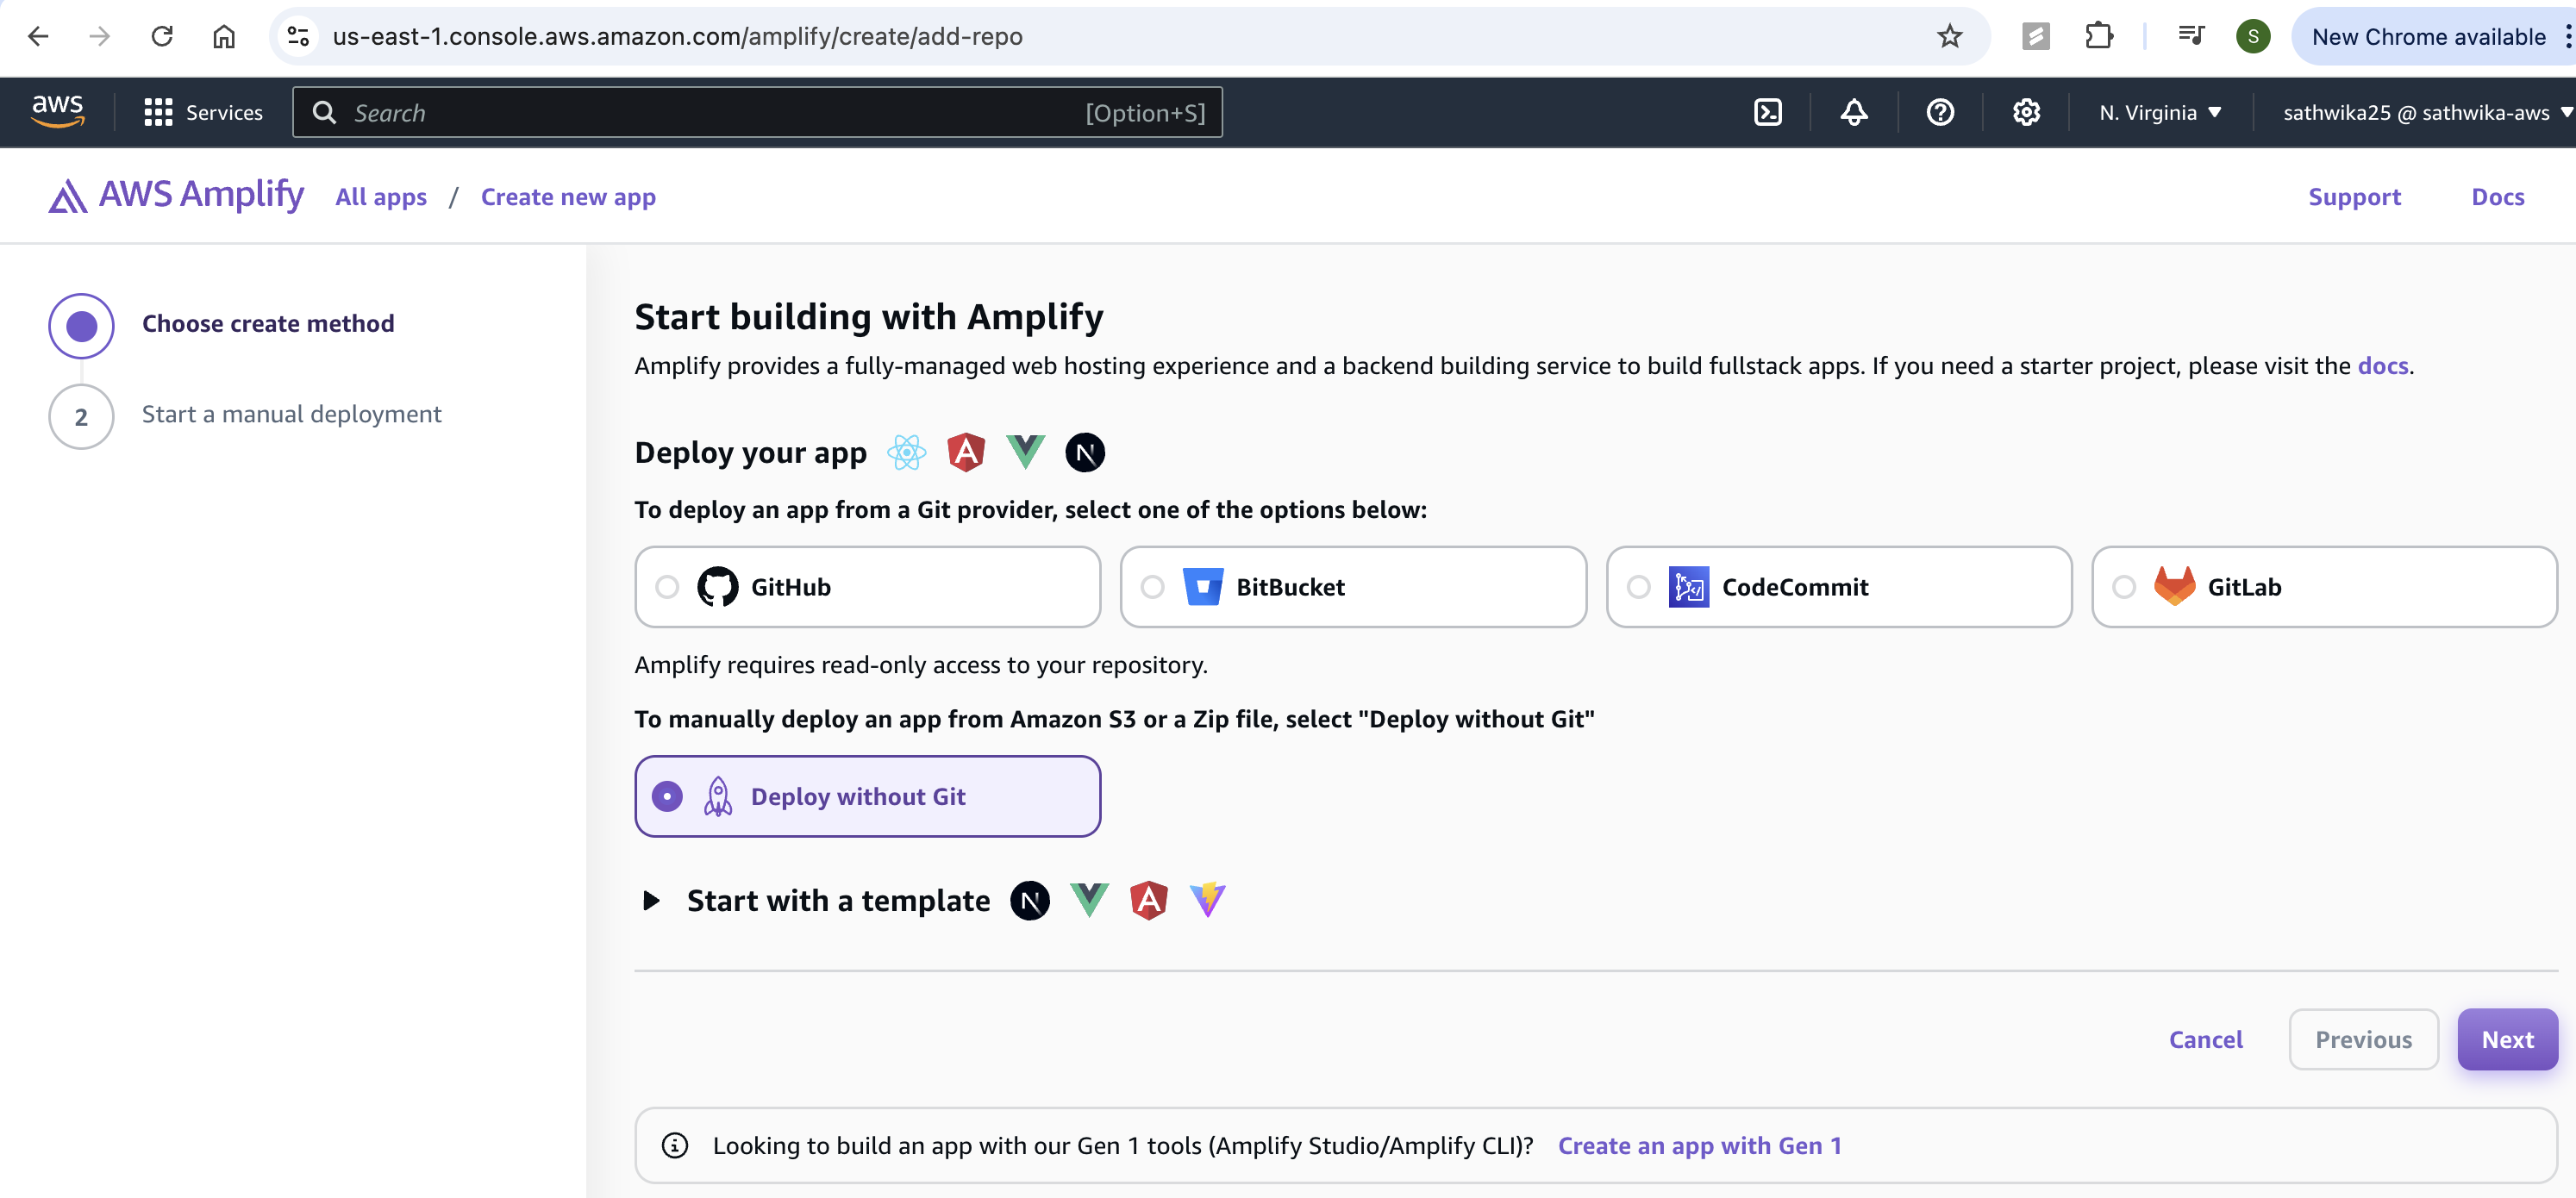 us-east-1.console.aws.amazon.com/amplify/create/add-repo
S
New Chrome available
aws
Services
Search
[Option+S]
N. Virginia
sathwika25 @ sathwika-aws
AWS Amplify
All apps / Create new app
Support
Docs
Choose create method
2 Start a manual deployment
Start building with Amplify
Amplify provides a fully-managed web hosting experience and a backend building service to build fullstack apps. If you need a starter project, please visit the docs.
Deploy your app
To deploy an app from a Git provider, select one of the options below:
GitHub
BitBucket
CodeCommit
GitLab
Amplify requires read-only access to your repository.
To manually deploy an app from Amazon S3 or a Zip file, select "Deploy without Git"
Deploy without Git
Start with a template
Cancel
Previous
Next
Looking to build an app with our Gen 1 tools (Amplify Studio/Amplify CLI)? Create an app with Gen 1